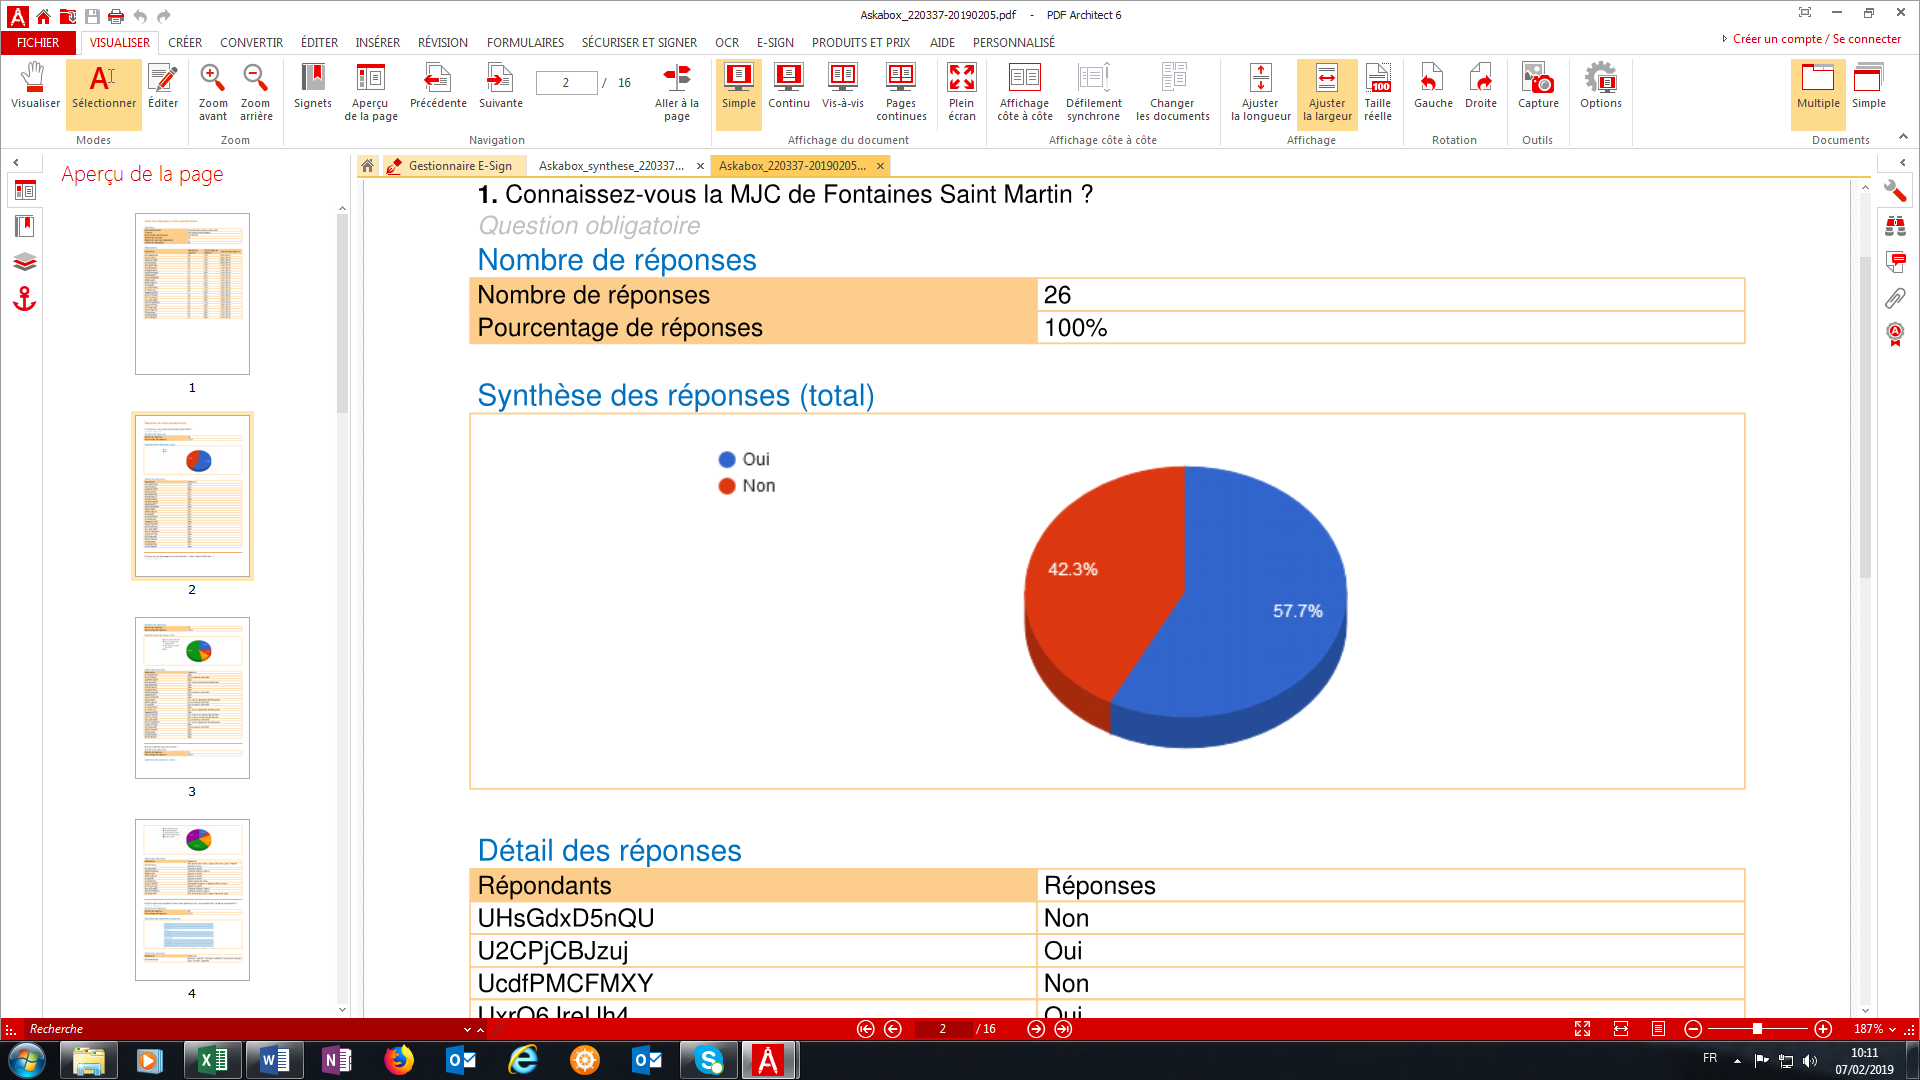 Askabox_220337-20190205.pdf - PDF Architect 6
FICHIER VISUALISER CRÉER CONVERTIR ÉDITER INSÉRER RÉVISION FORMULAIRES SÉCURISER ET SIGNER OCR E-SIGN PRODUITS ET PRIX AIDE PERSONNALISÉ
Créer un compte / Se connecter
Visualiser
Sélectionner
Éditer
Modes
Zoom avant
Zoom arrière
Zoom
Signets
Aperçu de la page
Précédente
Suivante
2 / 16
Aller à la page
Navigation
Simple
Continu
Vis-à-vis
Pages continues
Plein écran
Affichage du document
Affichage côte à côte
Défilement synchrone
Changer les documents
Affichage côte à côte
Ajuster la longueur
Ajuster la largeur
100
Taille réelle
Affichage
Gauche
Droite
Rotation
Capture
Outils
Options
Multiple
Simple
Documents
Gestionnaire E-Sign
Askabox_synthese_220337...
Askabox_220337-20190205...
Aperçu de la page
1
2
3
4
1. Connaissez-vous la MJC de Fontaines Saint Martin ?
Question obligatoire
Nombre de réponses
Nombre de réponses 26
Pourcentage de réponses 100%
Synthèse des réponses (total)
Oui
Non
42.3%
57.7%
Détail des réponses
Répondants Réponses
UHsGdxD5nQU Non
U2CPjCBJzuj Oui
UcdfPMCFMXY Non
Oui
Recherche
2 / 16
187%
FR
10:11
07/02/2019